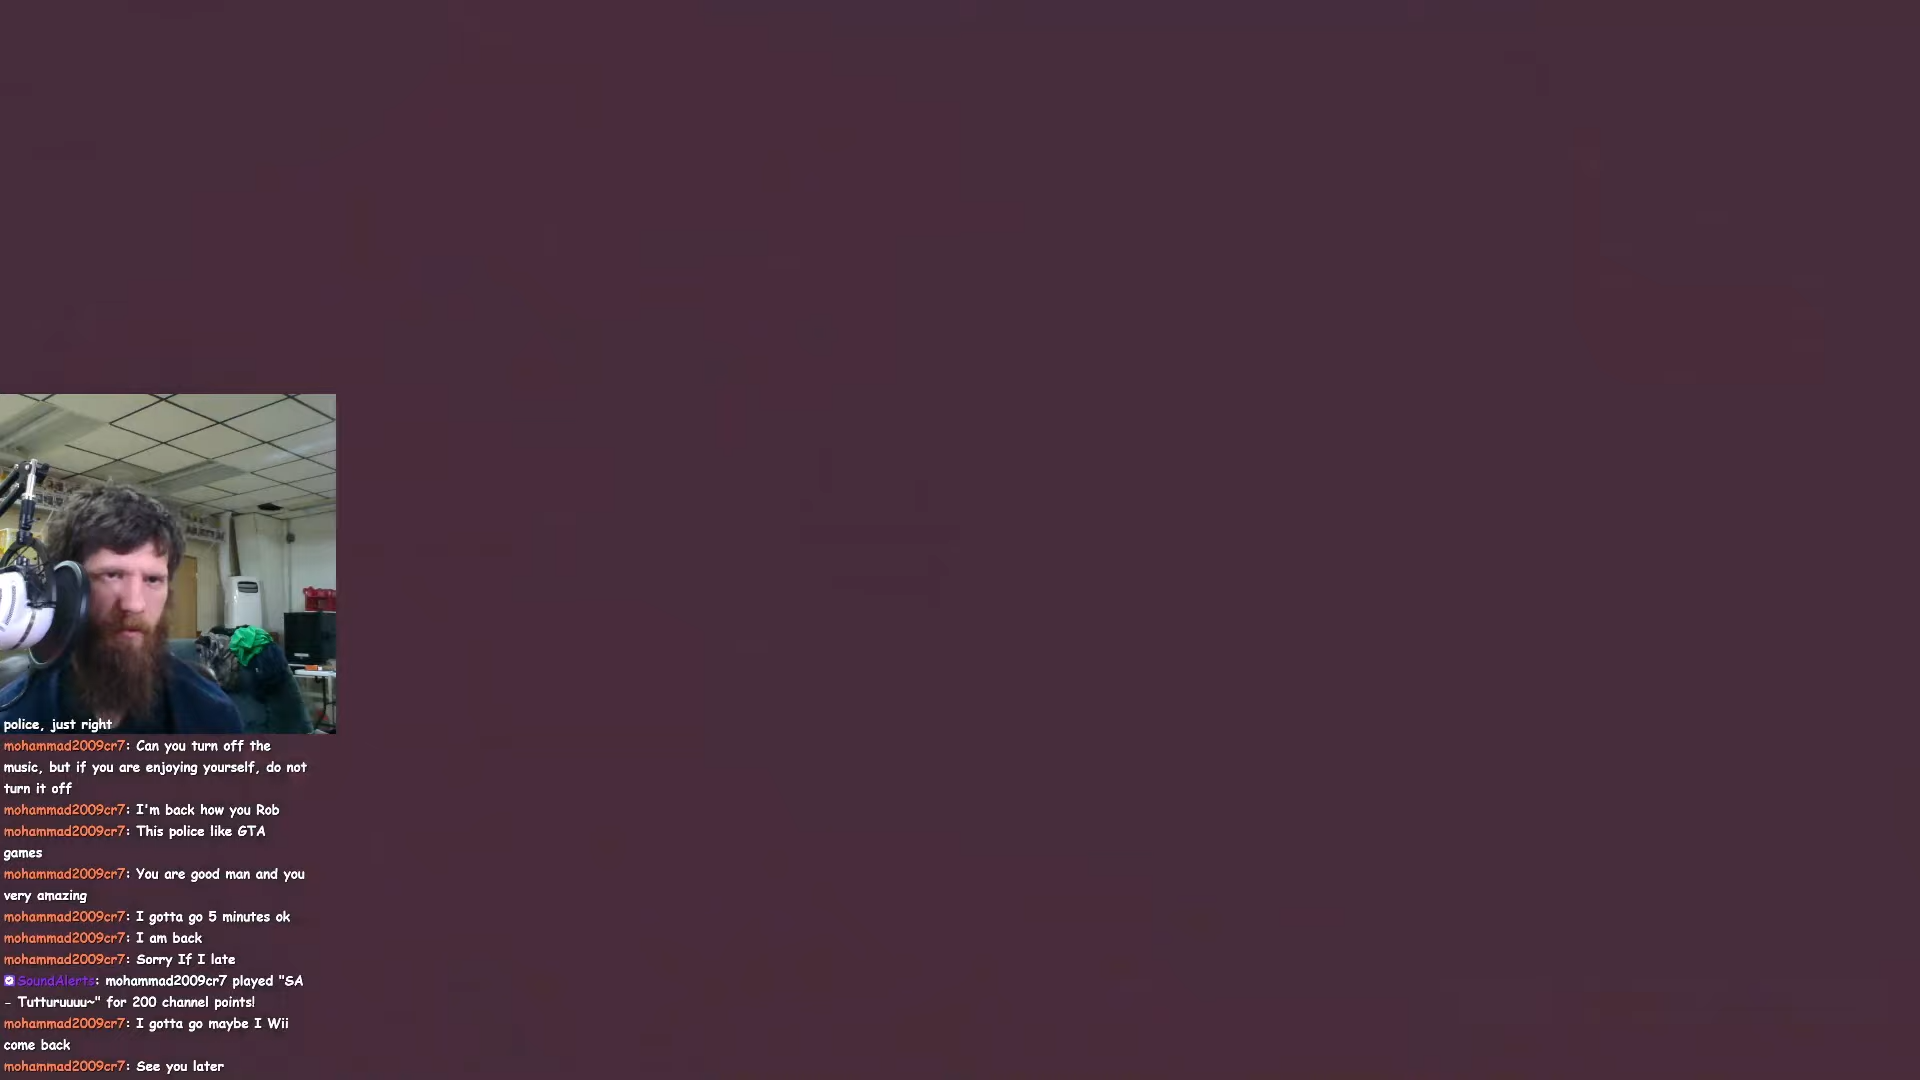 police, just right
mohammad2009cr7: Can you turn off the
music, but if you are enjoying yourself, do not
turn it off
mohammad2009cr7: I'm back how you Rob
mohammad2009cr7: This police like GTA
games
mohammad2009cr7: You are good man and you
very amazing
mohammad2009cr7: I gotta go 5 minutes ok
mohammad2009cr7: I am back
mohammad2009cr7: Sorry If I late
SoundAlerts: mohammad2009cr7 played "SA
- Tutturuuuu~" for 200 channel points!
mohammad2009cr7: I gotta go maybe I Wii
come back
mohammad2009cr7: See you later